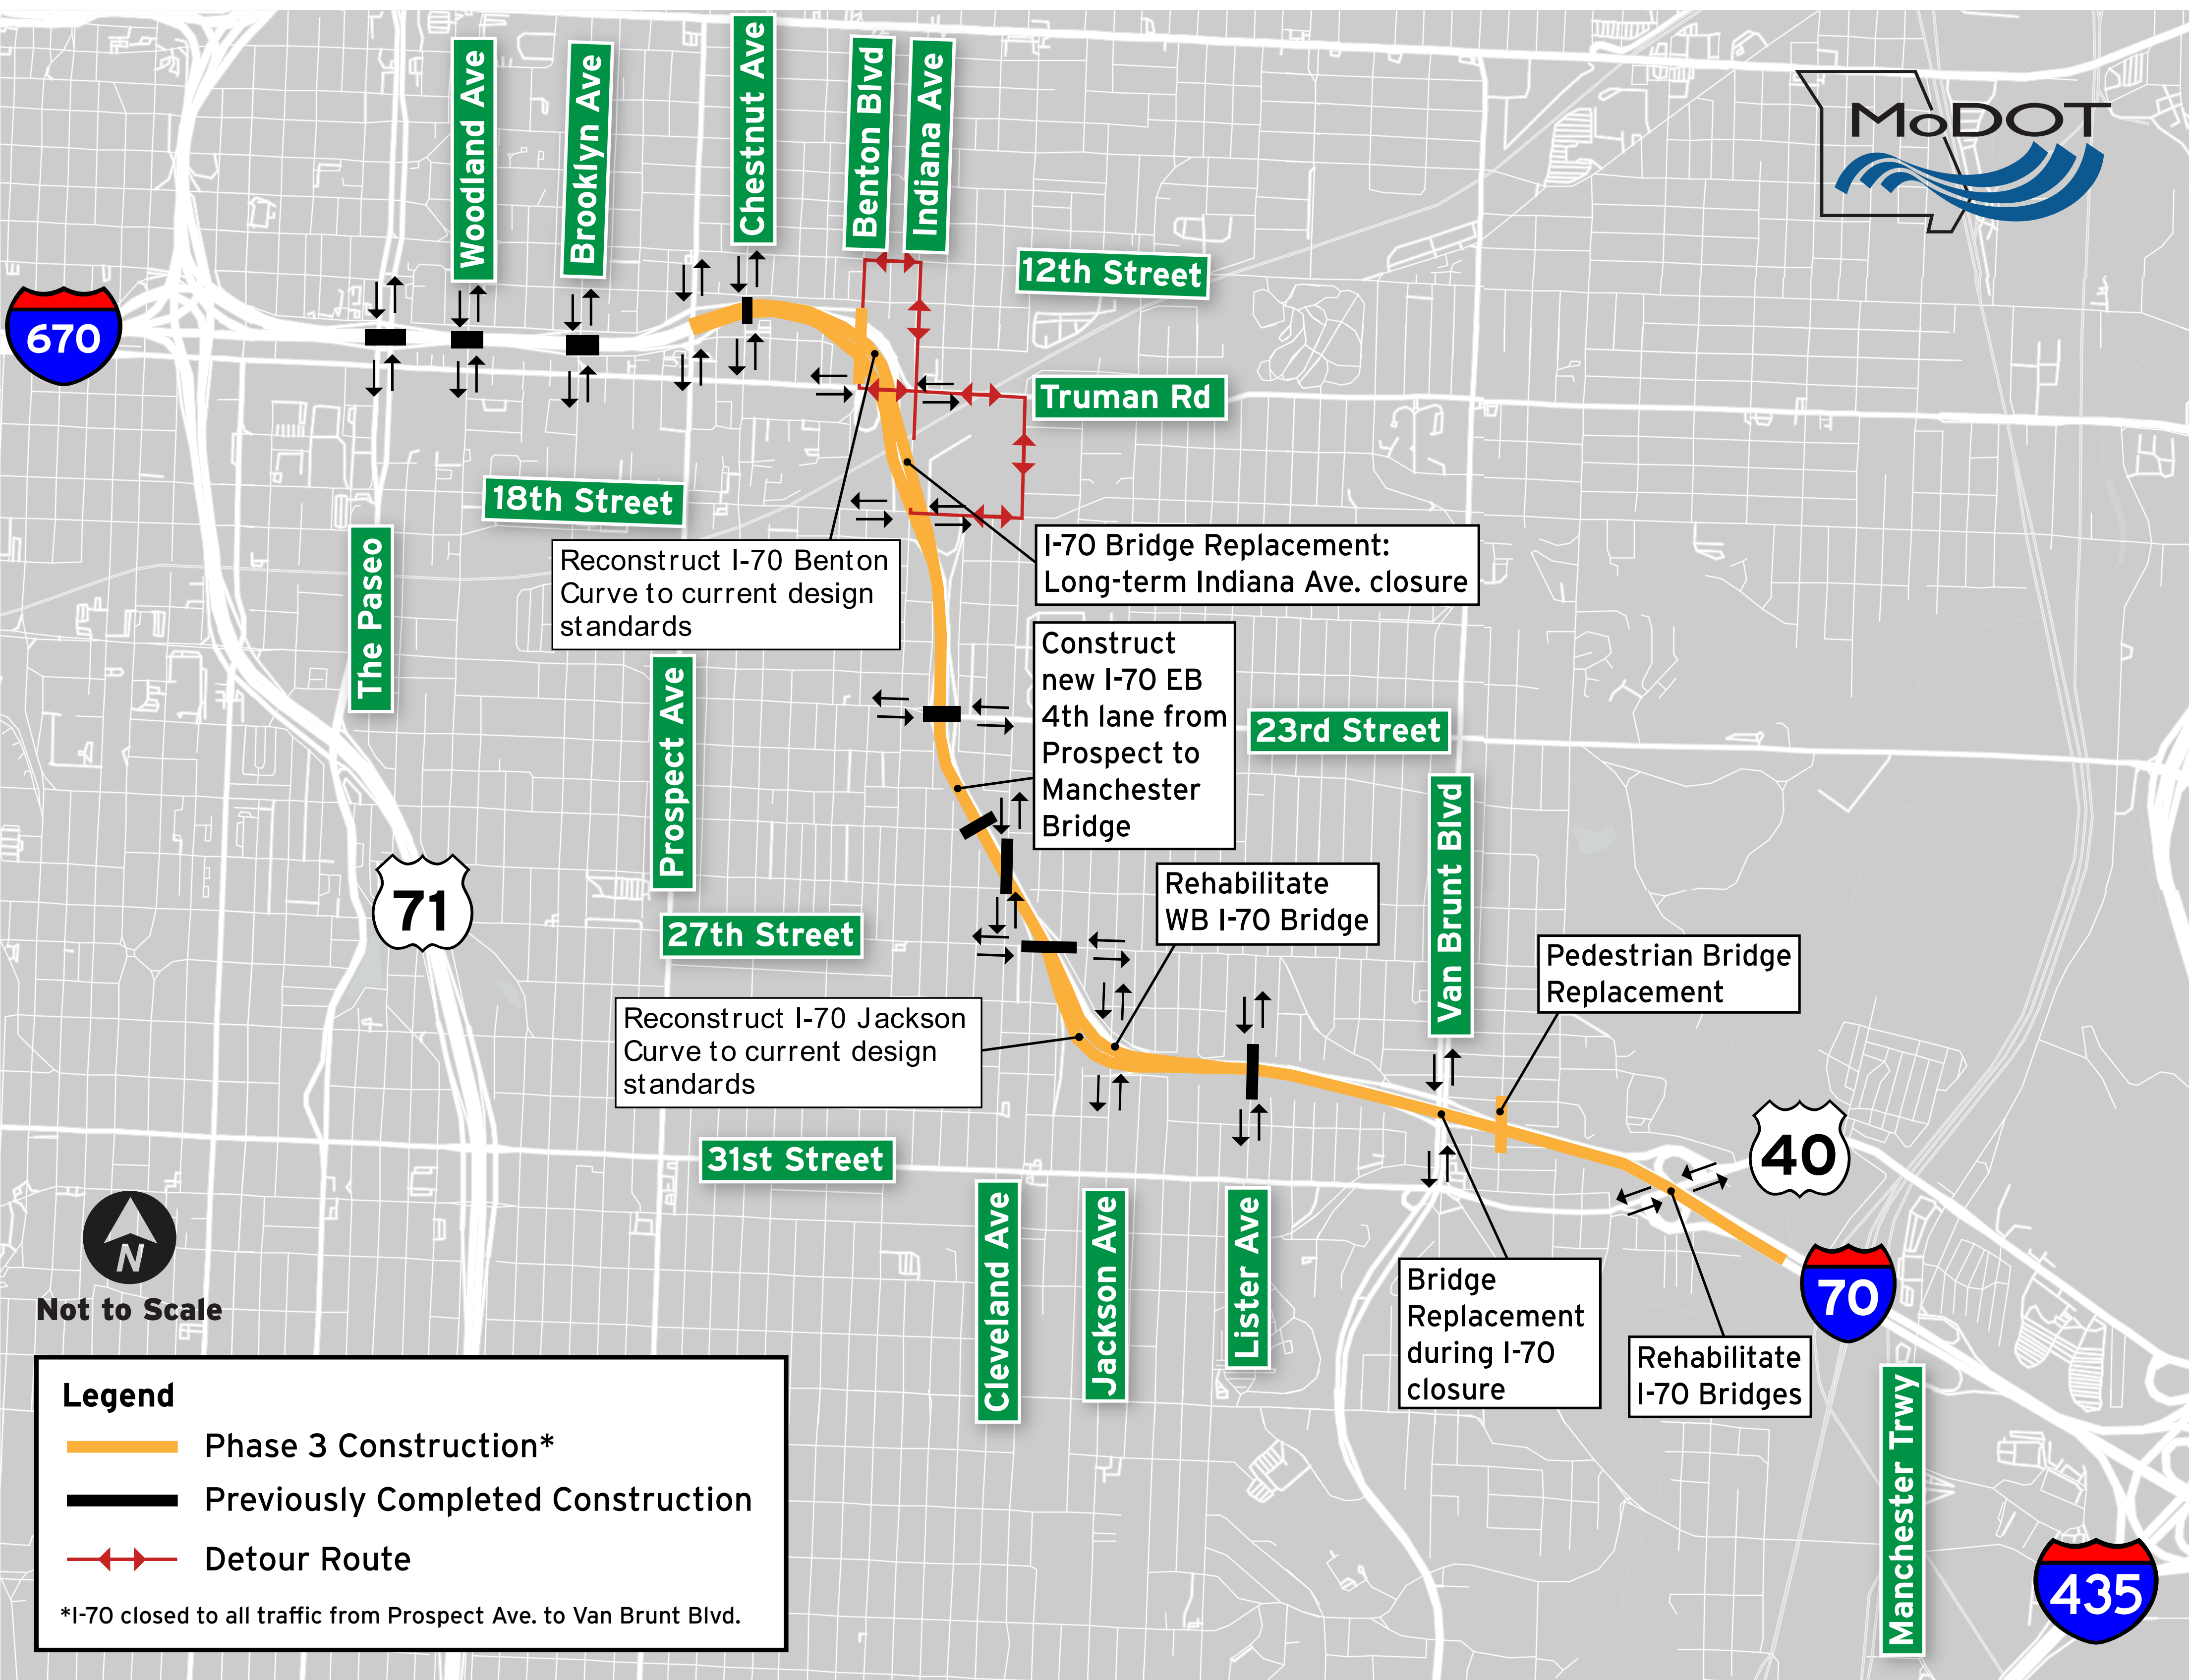 Woodland Ave
Brooklyn Ave
Chestnut Ave
Benton Blvd
Indiana Ave
MoDOT
12th Street
670
Truman Rd
18th Street
The Paseo
Reconstruct I-70 Benton
Curve to current design
standards
I-70 Bridge Replacement:
Long-term Indiana Ave. closure
Prospect Ave
Construct
new I-70 EB
4th lane from
Prospect to
Manchester
Bridge
23rd Street
Van Brunt Blvd
71
27th Street
Rehabilitate
WB I-70 Bridge
Pedestrian Bridge
Replacement
Reconstruct I-70 Jackson
Curve to current design
standards
31st Street
40
Cleveland Ave
Jackson Ave
Lister Ave
N
Not to Scale
Bridge
Replacement
during I-70
closure
70
Rehabilitate
I-70 Bridges
Manchester Trwy
435
Legend
Phase 3 Construction*
Previously Completed Construction
Detour Route
*I-70 closed to all traffic from Prospect Ave. to Van Brunt Blvd.